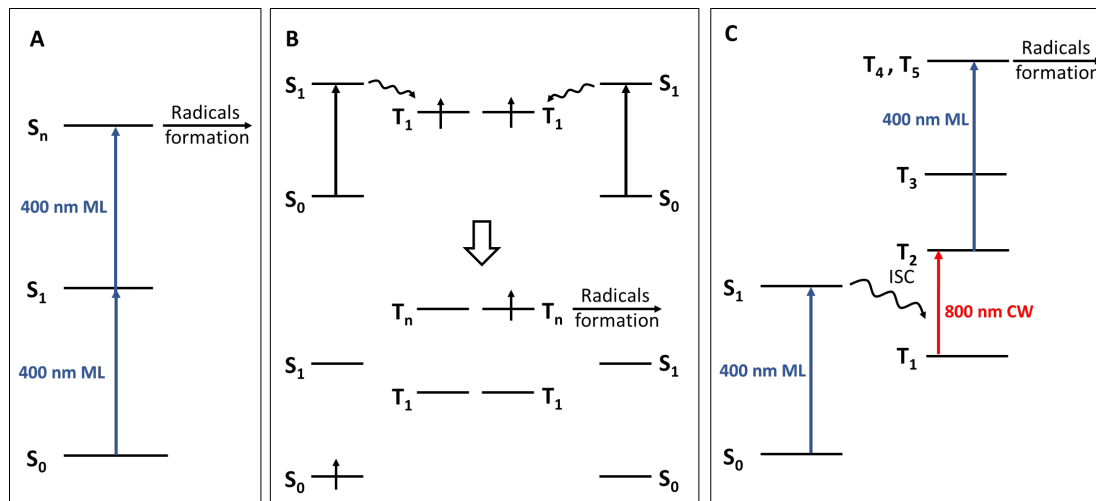 A
Sₙ
Radicals
formation
400 nm ML
S₁
400 nm ML
S₀
B
S₁
T₁
T₁
S₁
S₀
S₀
Tₙ
Tₙ
Radicals
formation
S₁
S₁
T₁
T₁
S₀
S₀
C
T₄ , T₅
Radicals
formation
400 nm ML
T₃
T₂
ISC
S₁
800 nm CW
T₁
400 nm ML
S₀